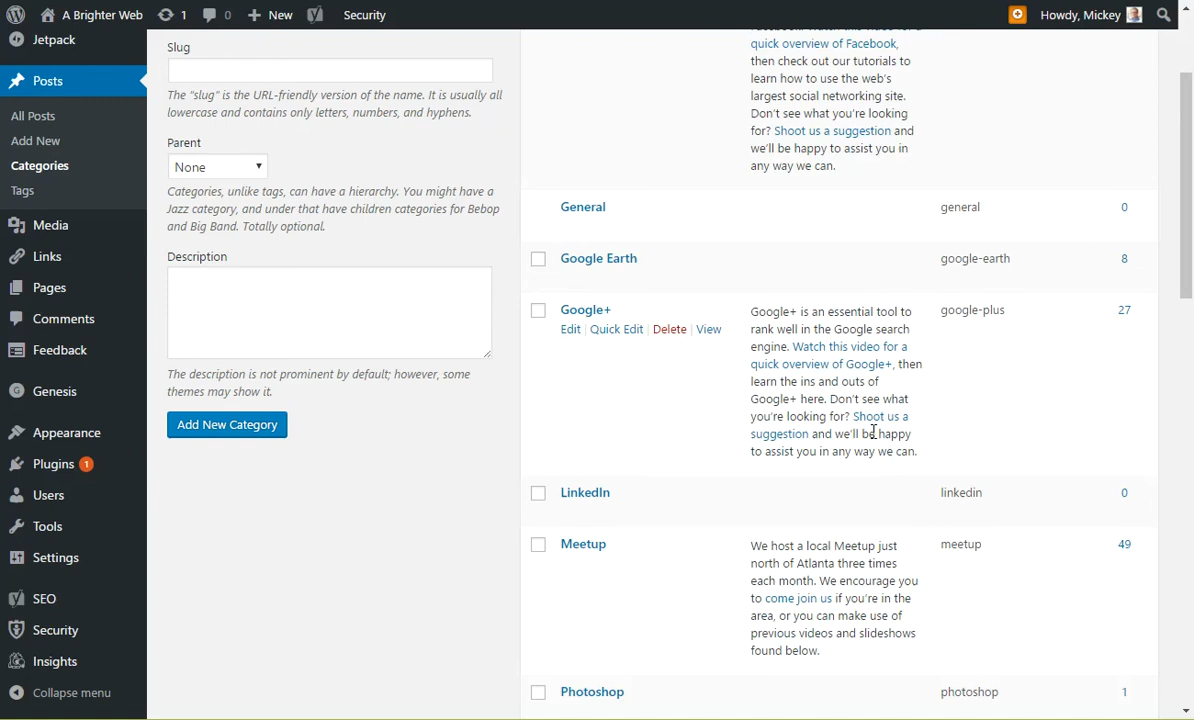 A Brighter Web
1
0
New
Security
Howdy, Mickey
Jetpack
Posts
All Posts
Add New
Categories
Tags
Media
Links
Pages
Comments
Feedback
Genesis
Appearance
Plugins 1
Users
Tools
Settings
SEO
Security
Insights
Collapse menu
Slug
The "slug" is the URL-friendly version of the name. It is usually all
lowercase and contains only letters, numbers, and hyphens.
Parent
None
Categories, unlike tags, can have a hierarchy. You might have a
Jazz category, and under that have children categories for Bebop
and Big Band. Totally optional.
Description
The description is not prominent by default; however, some
themes may show it.
Add New Category
quick overview of Facebook,
then check out our tutorials to
learn how to use the web's
largest social networking site.
Don't see what you're looking
for? Shoot us a suggestion and
we'll be happy to assist you in
any way we can.
General
general
0
Google Earth
google-earth
8
Google+
Edit | Quick Edit | Delete | View
Google+ is an essential tool to
rank well in the Google search
engine. Watch this video for a
quick overview of Google+, then
learn the ins and outs of
Google+ here. Don't see what
you're looking for? Shoot us a
suggestion and we'll be happy
to assist you in any way we can.
google-plus
27
LinkedIn
linkedin
0
Meetup
We host a local Meetup just
north of Atlanta three times
each month. We encourage you
to come join us if you're in the
area, or you can make use of
previous videos and slideshows
found below.
meetup
49
Photoshop
photoshop
1